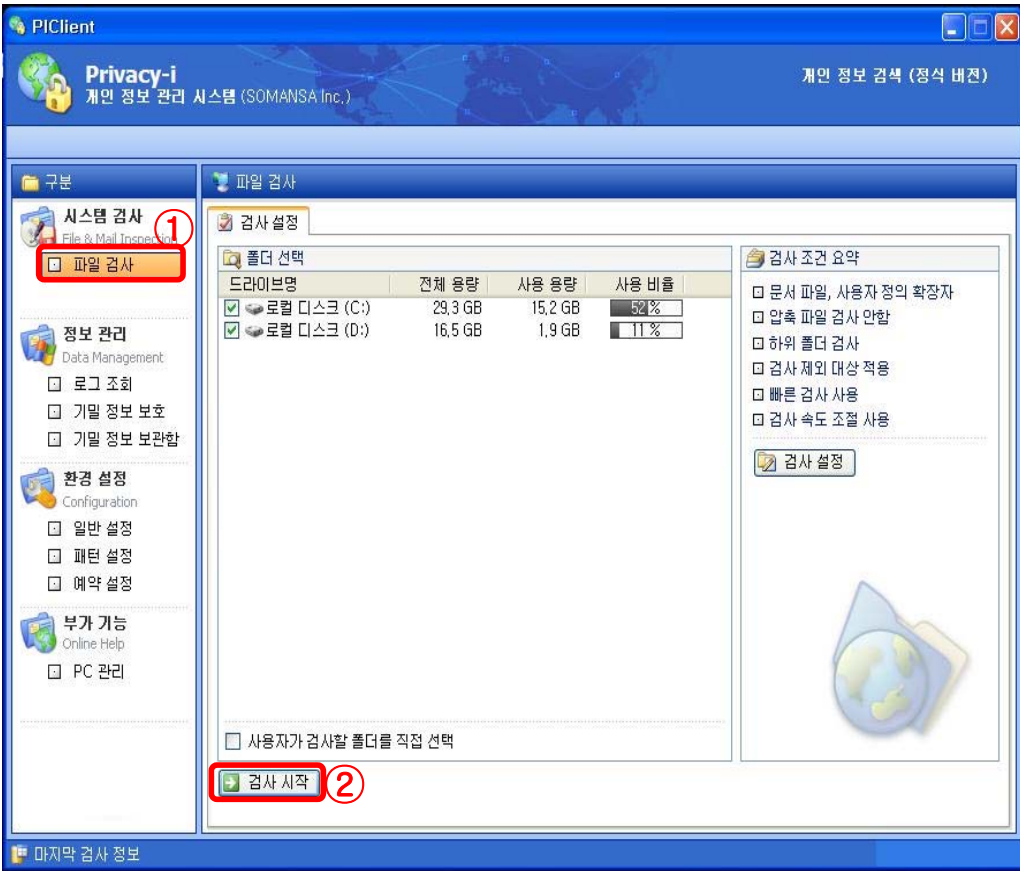 PIClient
Privacy-i
개인 정보 관리 시스템 (SOMANSA Inc.)
개인 정보 검색 (정식 버젼)
구분
시스템 검사
File & Mail Inspection
①
파일 검사
정보 관리
Data Management
로그 조회
기밀 정보 보호
기밀 정보 보관함
환경 설정
Configuration
일반 설정
패턴 설정
예약 설정
부가 기능
Online Help
PC 관리
파일 검사
검사 설정
폴더 선택
드라이브명 전체 용량 사용 용량 사용 비율
로컬 디스크 (C:) 29,3 GB 15,2 GB 52 %
로컬 디스크 (D:) 16,5 GB 1,9 GB 11 %
사용자가 검사할 폴더를 직접 선택
검사 시작 ②
검사 조건 요약
문서 파일, 사용자 정의 확장자
압축 파일 검사 안함
하위 폴더 검사
검사 제외 대상 적용
빠른 검사 사용
검사 속도 조절 사용
검사 설정
마지막 검사 정보